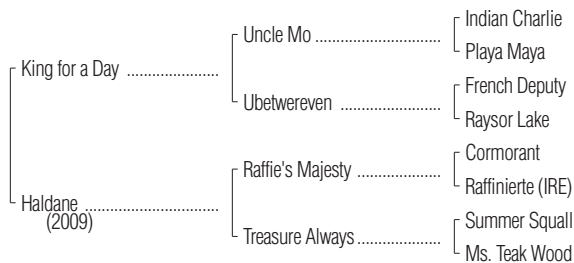 Indian Charlie
Uncle Mo ................................
Playa Maya
King for a Day .......................
French Deputy
Ubetwereven .........................
Raysor Lake
Cormorant
Raffie's Majesty .....................
Raffinierte (IRE)
Haldane .................................
(2009)
Summer Squall
Treasure Always.....................
Ms. Teak Wood